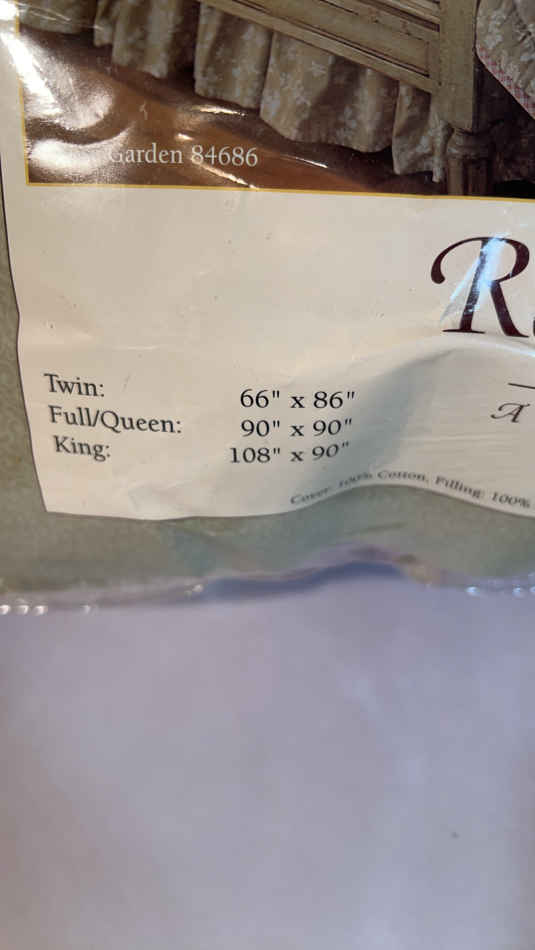 Garden 84686
R
Twin: 66" x 86"
Full/Queen: 90" x 90"
King: 108" x 90"
A
Cover: 100% Cotton, Filling: 100%